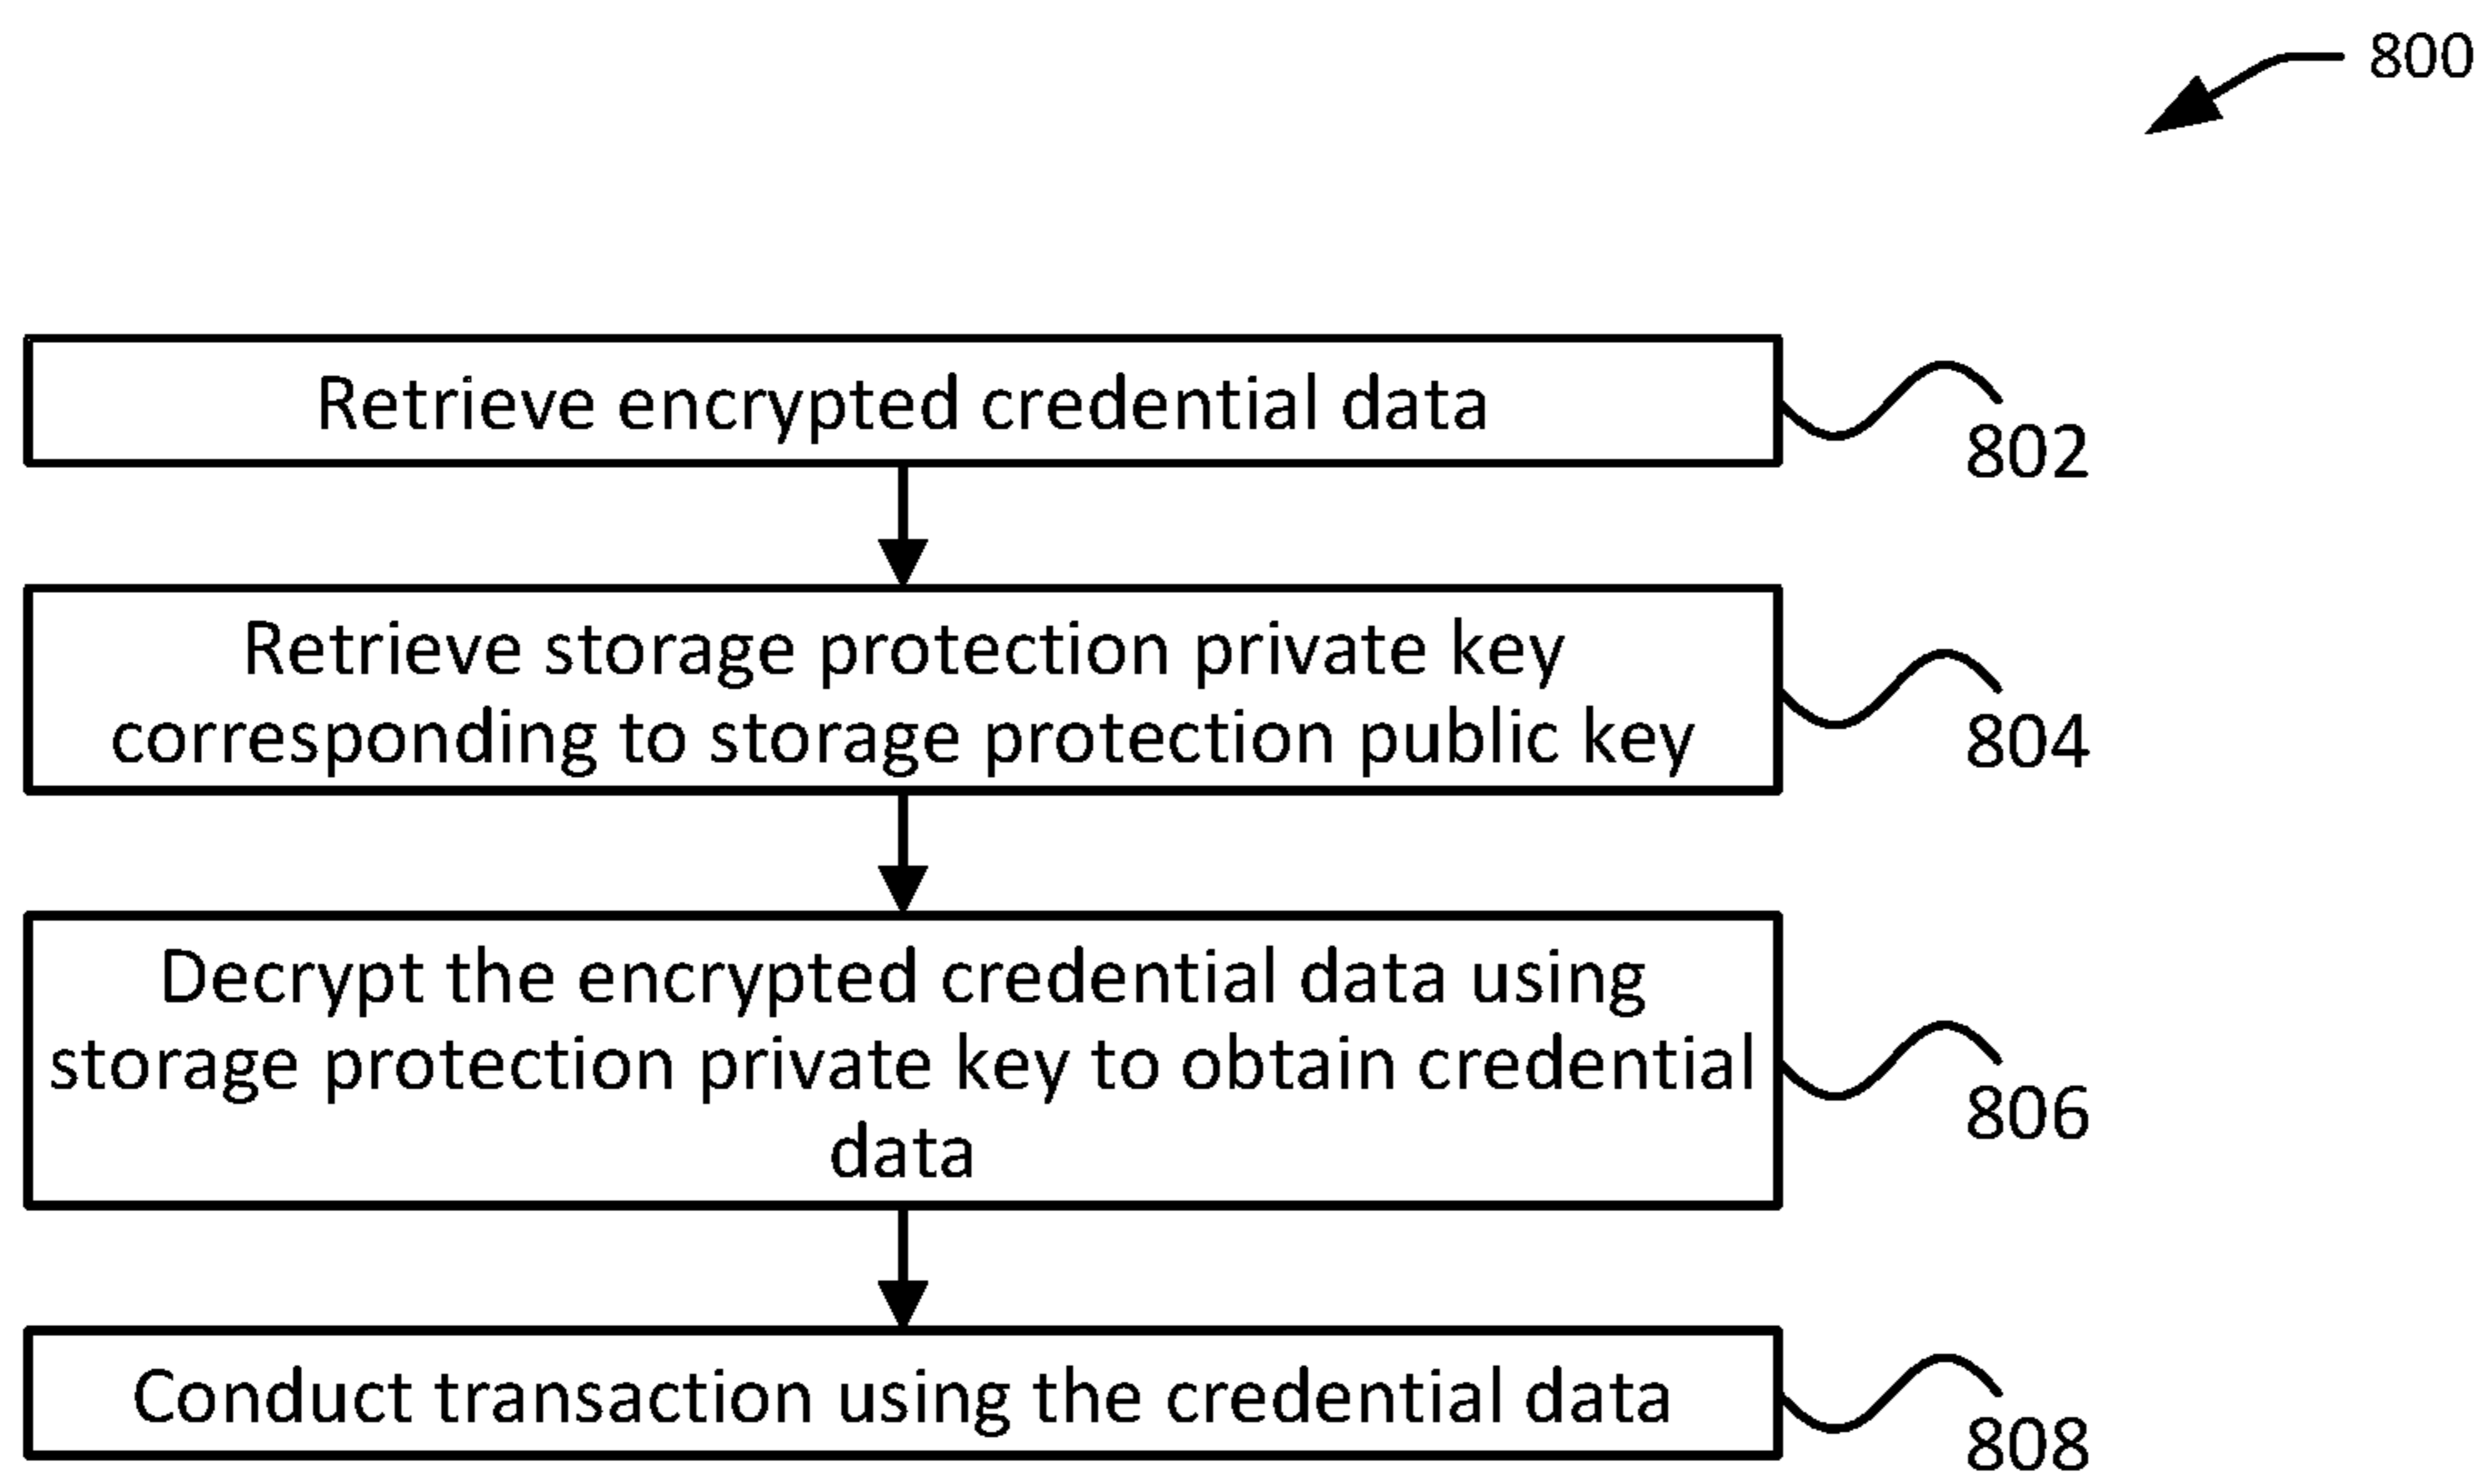 800
Retrieve encrypted credential data
802
Retrieve storage protection private key
corresponding to storage protection public key
804
Decrypt the encrypted credential data using
storage protection private key to obtain credential
data
806
Conduct transaction using the credential data
808